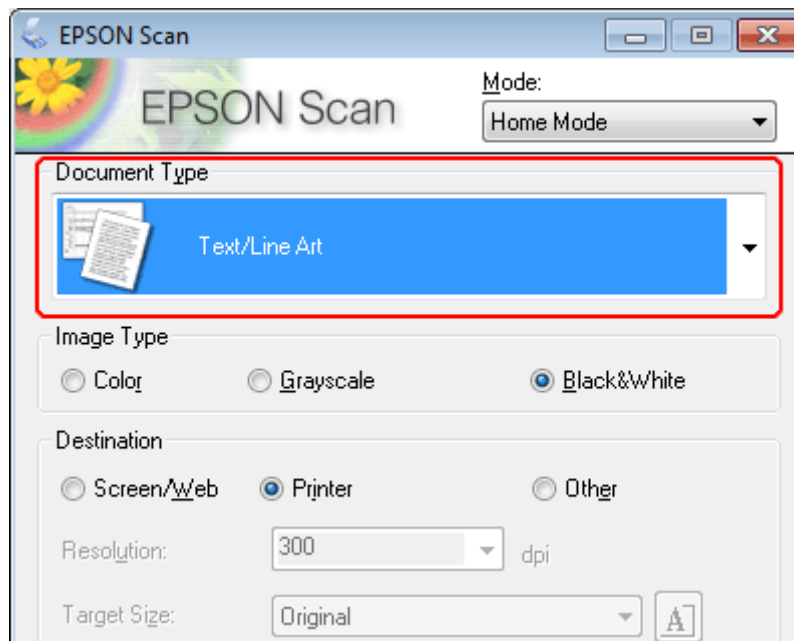 EPSON Scan
EPSON Scan
Mode:
Home Mode
Document Type
Text/Line Art
Image Type
Color
Grayscale
Black&White
Destination
Screen/Web
Printer
Other
Resolution:
300
dpi
Target Size:
Original
A